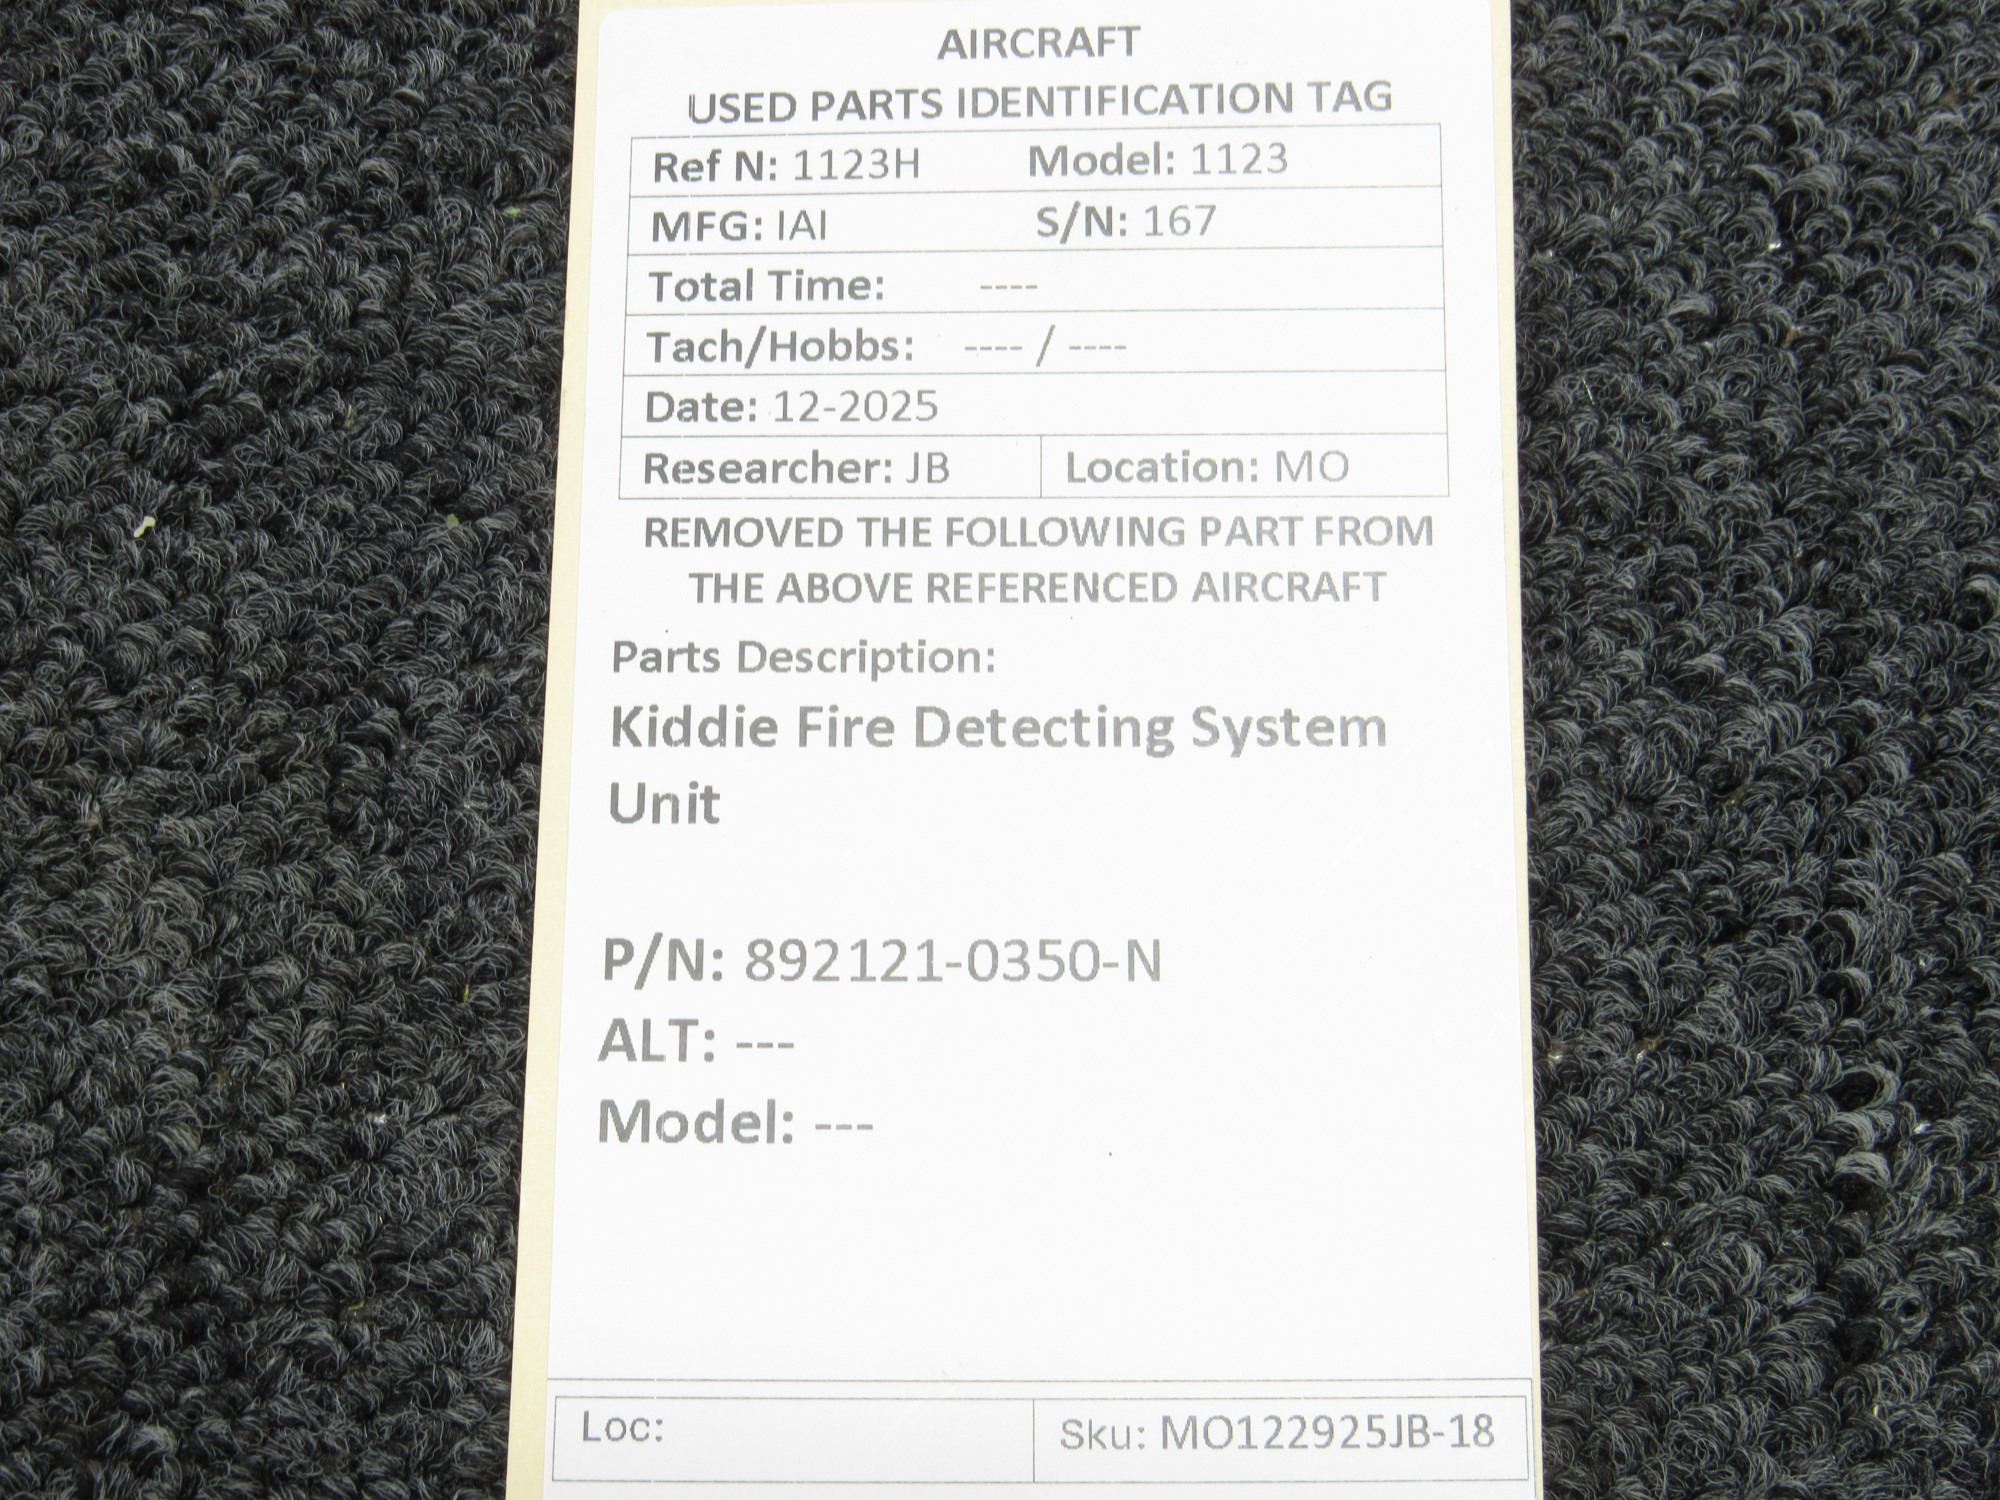 AIRCRAFT
USED PARTS IDENTIFICATION TAG
Ref N: 1123H Model: 1123
MFG: IAI S/N: 167
Total Time: ----
Tach/Hobbs: ---- / ----
Date: 12-2025
Researcher: JB Location: MO
REMOVED THE FOLLOWING PART FROM
THE ABOVE REFERENCED AIRCRAFT
Parts Description:
Kiddie Fire Detecting System
Unit
P/N: 892121-0350-N
ALT: ---
Model: ---
Loc: Sku: MO122925JB-18